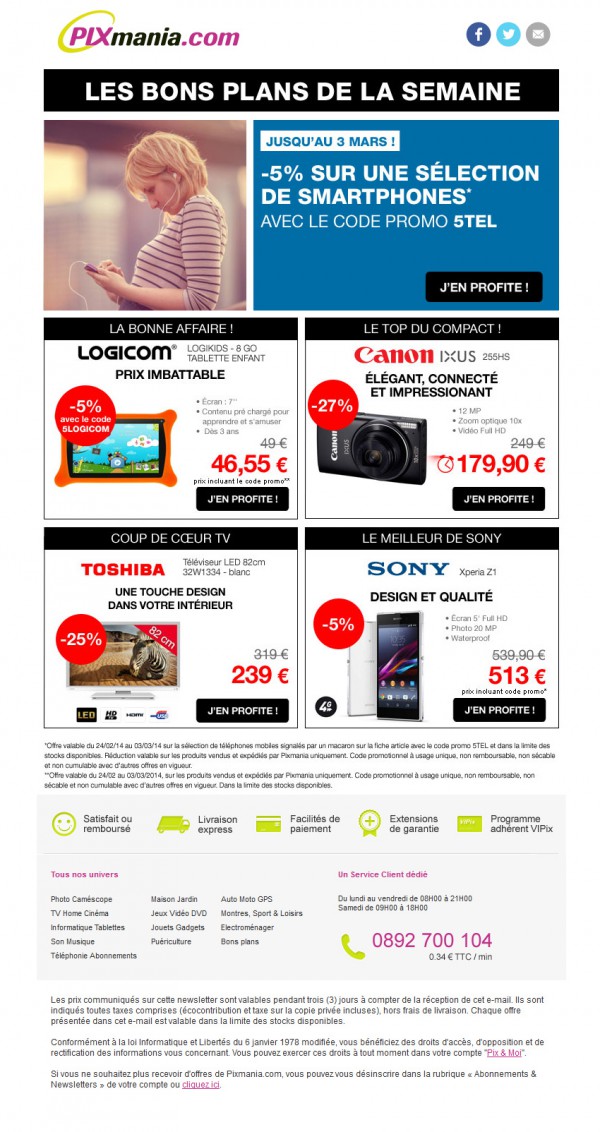 PIXmania.com
LES BONS PLANS DE LA SEMAINE
JUSQU'AU 3 MARS !
-5% SUR UNE SÉLECTION
DE SMARTPHONES*
AVEC LE CODE PROMO 5TEL
J'EN PROFITE !
LA BONNE AFFAIRE !
LOGICOM® LOGIKIDS - 8 GO
TABLETTE ENFANT
PRIX IMBATTABLE
-5%
avec le code
5LOGICOM
• Écran : 7''
• Contenu pré chargé pour
apprendre et s'amuser
• Dès 3 ans
49 €
46,55 €
prix incluant le code promo**
J'EN PROFITE !
LE TOP DU COMPACT !
Canon IXUS 255HS
ÉLÉGANT, CONNECTÉ
ET IMPRESSIONANT
-27%
• 12 MP
• Zoom optique 10x
• Vidéo Full HD
249 €
179,90 €
Canon
IXUS
J'EN PROFITE !
COUP DE CŒUR TV
TOSHIBA Téléviseur LED 82cm
32W1334 - blanc
UNE TOUCHE DESIGN
DANS VOTRE INTÉRIEUR
-25%
82 cm
319 €
239 €
LED HD HDMI USB
J'EN PROFITE !
LE MEILLEUR DE SONY
SONY Xperia Z1
DESIGN ET QUALITÉ
-5%
• Écran 5' Full HD
• Photo 20 MP
• Waterproof
539,90 €
513 €
prix incluant code promo*
4G
J'EN PROFITE !
*Offre valable du 24/02/14 au 03/03/14 sur la sélection de téléphones mobiles signalés par un macaron sur la fiche article avec le code promo 5TEL et dans la limite des
stocks disponibles. Réduction valable sur les produits vendus et expédiés par Pixmania uniquement. Code promotionnel à usage unique, non remboursable, non sécable
et non cumulable avec d'autres offres en vigueur.
**Offre valable du 24/02 au 03/03/2014, sur les produits vendus et expédiés par Pixmania uniquement. Code promotionnel à usage unique, non remboursable, non
sécable et non cumulable avec d'autres offres en vigueur. Dans la limite des stocks disponibles.
Satisfait ou
remboursé
Livraison
express
Facilités de
paiement
Extensions
de garantie
VIPix
Programme
adhérent VIPix
Tous nos univers
Photo Caméscope
TV Home Cinéma
Informatique Tablettes
Son Musique
Téléphonie Abonnements
Maison Jardin
Jeux Vidéo DVD
Jouets Gadgets
Puériculture
Auto Moto GPS
Montres, Sport & Loisirs
Electroménager
Bons plans
Un Service Client dédié
Du lundi au vendredi de 08H00 à 21H00
Samedi de 09H00 à 18H00
0892 700 104
0.34 € TTC / min
Les prix communiqués sur cette newsletter sont valables pendant trois (3) jours à compter de la réception de cet e-mail. Ils sont
indiqués toutes taxes comprises (écocontribution et taxe sur la copie privée incluses), hors frais de livraison. Chaque offre
présentée dans cet e-mail est valable dans la limite des stocks disponibles.
Conformément à la loi Informatique et Libertés du 6 janvier 1978 modifiée, vous bénéficiez des droits d'accès, d'opposition et de
rectification des informations vous concernant. Vous pouvez exercer ces droits à tout moment dans votre compte "Pix & Moi".
Si vous ne souhaitez plus recevoir d'offres de Pixmania.com, vous pouvez vous désinscrire dans la rubrique « Abonnements &
Newsletters » de votre compte ou cliquez ici.